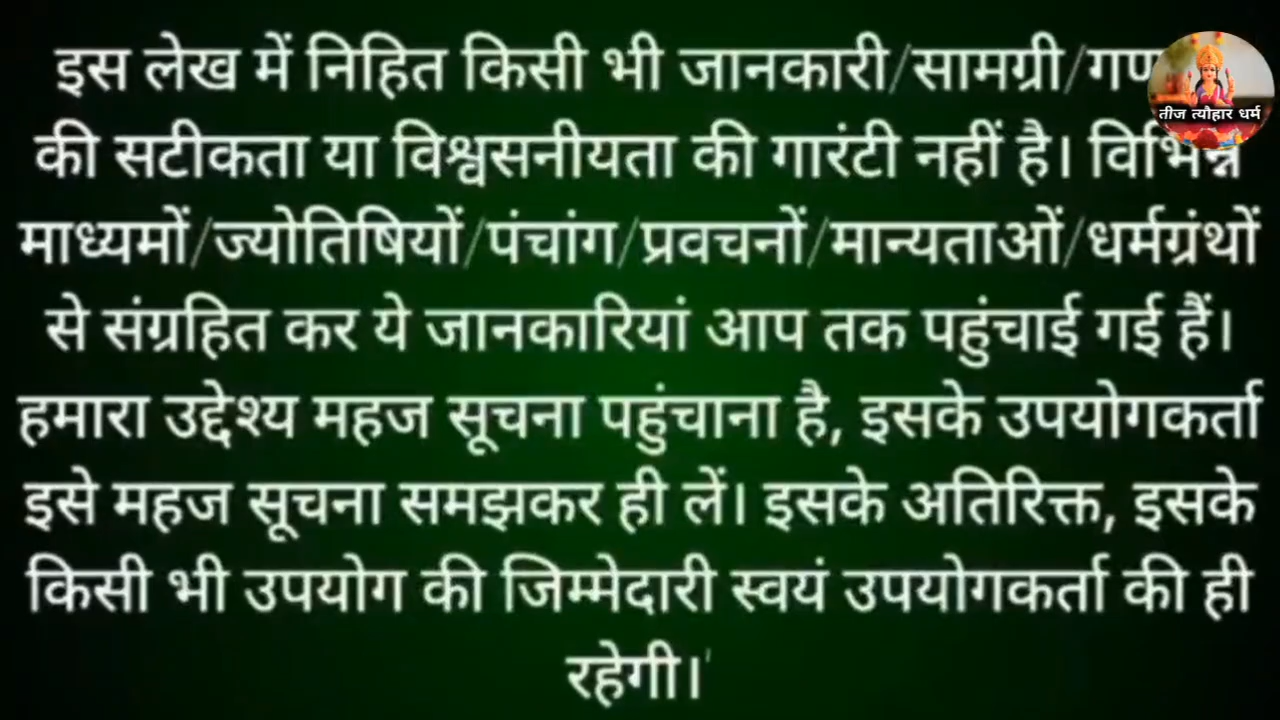 इस लेख में निहित किसी भी जानकारी/सामग्री/
की सटीकता या विश्वसनीयता की गारंटी नहीं है। विभिन्न
माध्यमों/ज्योतिषियों/पंचांग/प्रवचनों/मान्यताओं/धर्मग्रंथों
से संग्रहित कर ये जानकारियां आप तक पहुंचाई गई हैं।
हमारा उद्देश्य महज सूचना पहुंचाना है, इसके उपयोगकर्ता
इसे महज सूचना समझकर ही लें। इसके अतिरिक्त, इसके
किसी भी उपयोग की जिम्मेदारी स्वयं उपयोगकर्ता की ही
रहेगी।'
तीज त्यौहार धर्म